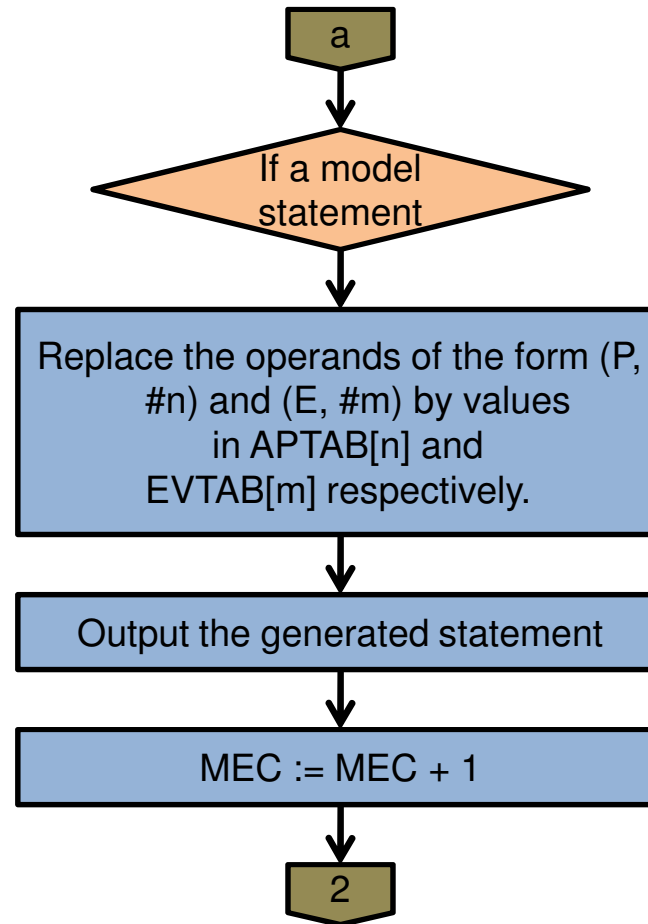 a
If a model
statement
Replace the operands of the form (P,
#n) and (E, #m) by values
in APTAB[n] and
EVTAB[m] respectively.
Output the generated statement
MEC := MEC + 1
2